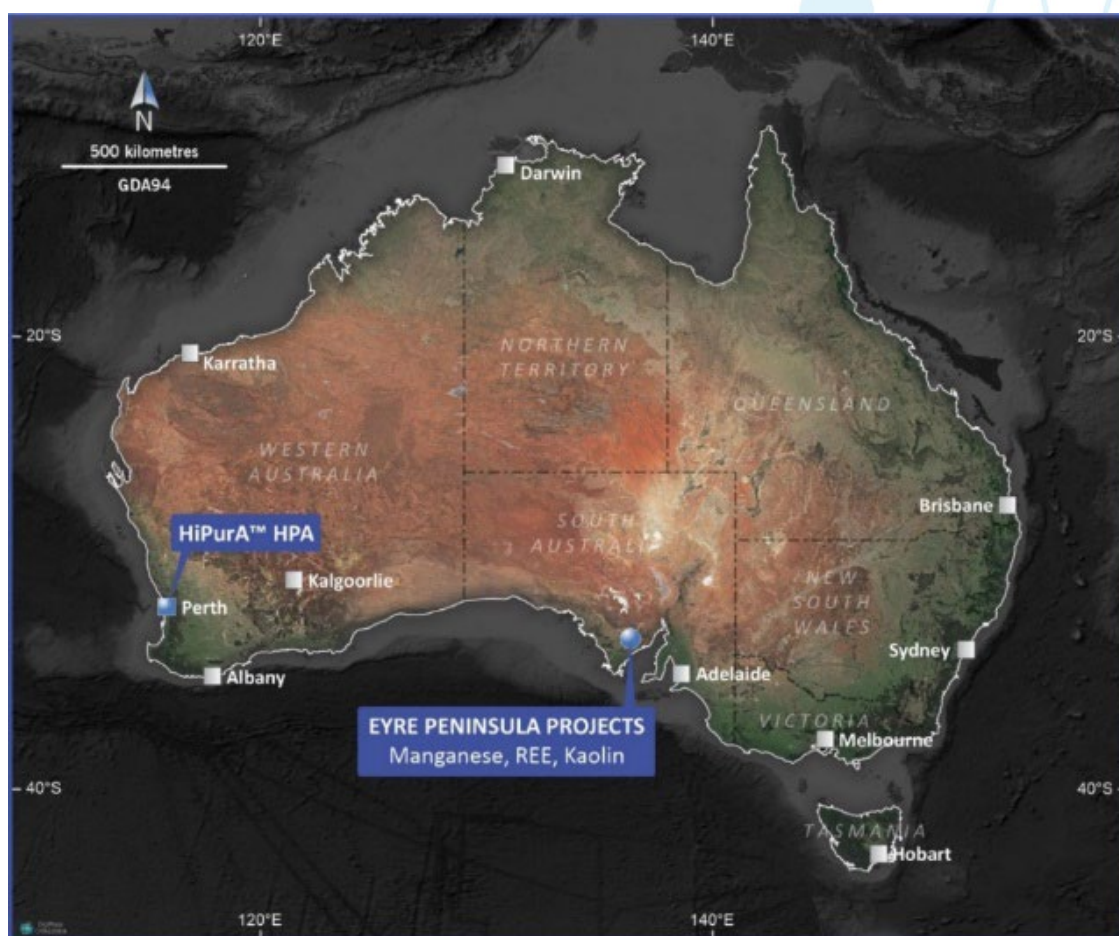 120°E
140°E
N
500 kilometres
GDA94
Darwin
20°S
20°S
Karratha
NORTHERN
TERRITORY
QUEENSLAND
WESTERN
AUSTRALIA
Brisbane
SOUTH
AUSTRALIA
HiPurA™ HPA
Kalgoorlie
NEW
SOUTH
WALES
Perth
Sydney
Albany
Adelaide
EYRE PENINSULA PROJECTS
Manganese, REE, Kaolin
VICTORIA
Melbourne
40°S
40°S
TASMANIA
Hobart
120°E
140°E